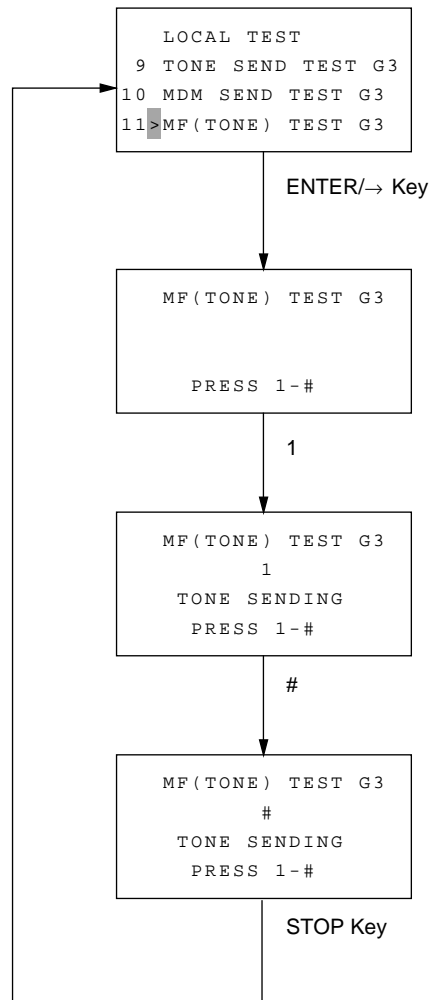 LOCAL TEST
9 TONE SEND TEST G3
10 MDM SEND TEST G3
11>MF(TONE) TEST G3
ENTER/→ Key
MF(TONE) TEST G3
PRESS 1-#
1
MF(TONE) TEST G3
1
TONE SENDING
PRESS 1-#
#
MF(TONE) TEST G3
#
TONE SENDING
PRESS 1-#
STOP Key